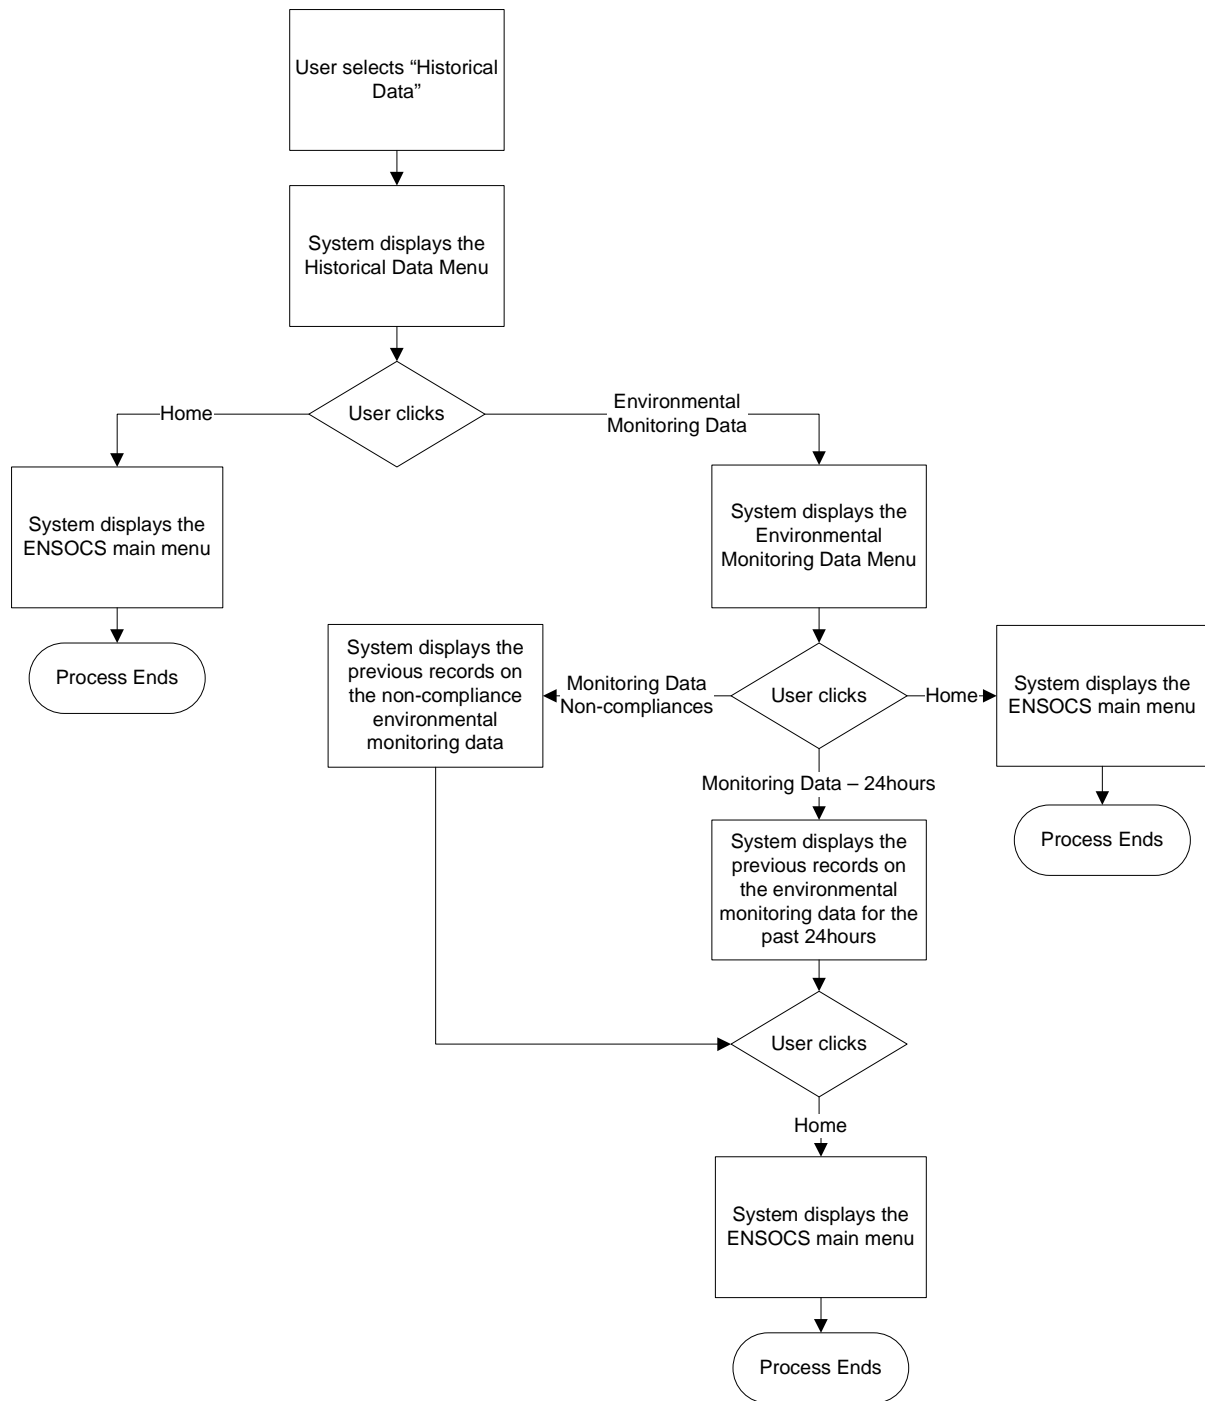 User selects “Historical
Data”
System displays the
Historical Data Menu
User clicks
Home
Environmental
Monitoring Data
System displays the
ENSOCS main menu
Process Ends
System displays the
Environmental
Monitoring Data Menu
User clicks
Monitoring Data
Non-compliances
System displays the
previous records on
the non-compliance
environmental
monitoring data
Home
System displays the
ENSOCS main menu
Process Ends
Monitoring Data – 24hours
System displays the
previous records on
the environmental
monitoring data for the
past 24hours
User clicks
Home
System displays the
ENSOCS main menu
Process Ends